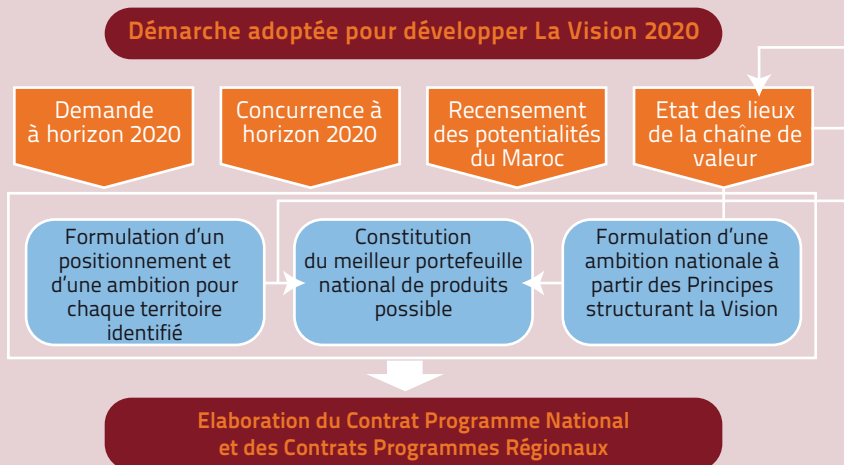 Démarche adoptée pour développer La Vision 2020
Demande
à horizon 2020
Concurrence à
horizon 2020
Recensement
des potentialités
du Maroc
Etat des lieux
de la chaîne de
valeur
Formulation d'un
positionnement et
d'une ambition pour
chaque territoire
identifié
Constitution
du meilleur portefeuille
national de produits
possible
Formulation d'une
ambition nationale à
partir des Principes
structurant la Vision
Elaboration du Contrat Programme National
et des Contrats Programmes Régionaux